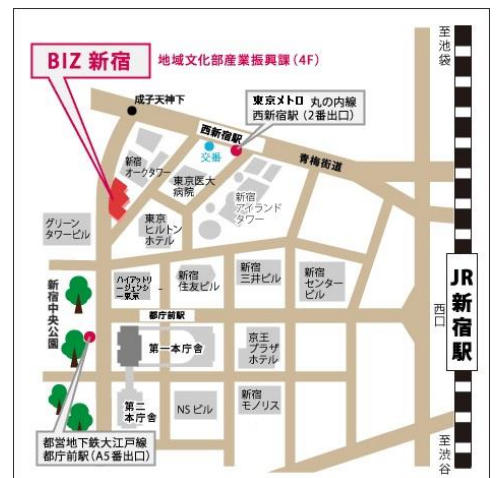 BIZ 新宿
地域文化部産業振興課(4F)
至池袋
成子天神下
東京メトロ 丸の内線
西新宿駅(2番出口)
西新宿駅
交番
青梅街道
新宿
オークタワー
東京医大
病院
新宿
アイランド
タワー
グリーン
タワービル
東京
ヒルトン
ホテル
新宿中央公園
ハイアットリ
ージェンシ
ー東京
新宿
住友ビル
新宿
三井ビル
新宿
センター
ビル
JR新宿駅
西口
都庁前駅
第一本庁舎
京王
プラザ
ホテル
第二
本庁舎
NSビル
新宿
モノリス
都営地下鉄大江戸線
都庁前駅(A5番出口)
至渋谷